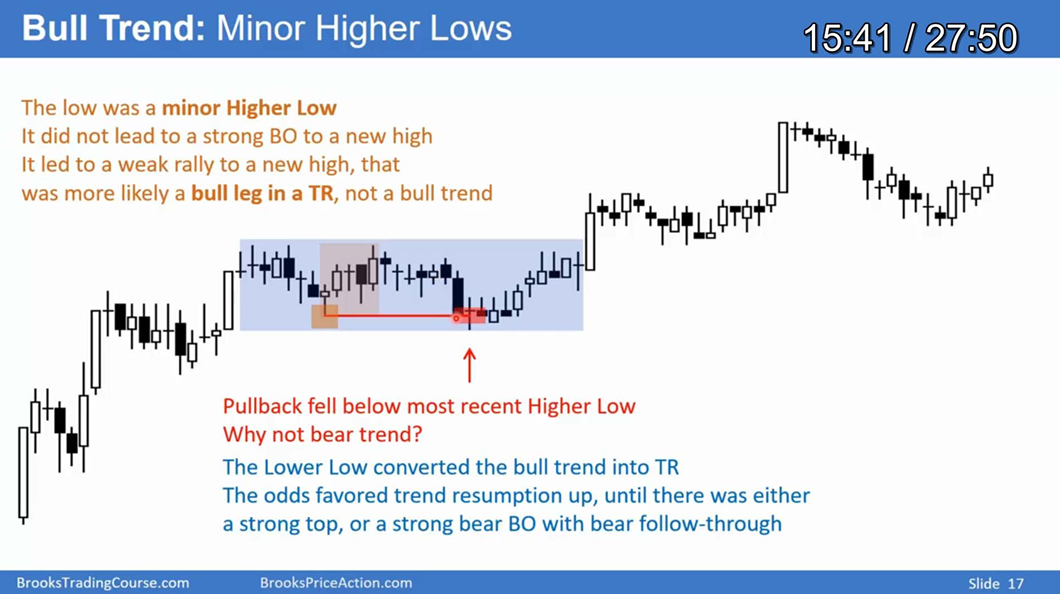 Bull Trend: Minor Higher Lows
15:41 / 27:50
The low was a minor Higher Low
It did not lead to a strong BO to a new high
It led to a weak rally to a new high, that
was more likely a bull leg in a TR, not a bull trend
Pullback fell below most recent Higher Low
Why not bear trend?
The Lower Low converted the bull trend into TR
The odds favored trend resumption up, until there was either
a strong top, or a strong bear BO with bear follow-through
BrooksTradingCourse.com
BrooksPriceAction.com
Slide 17